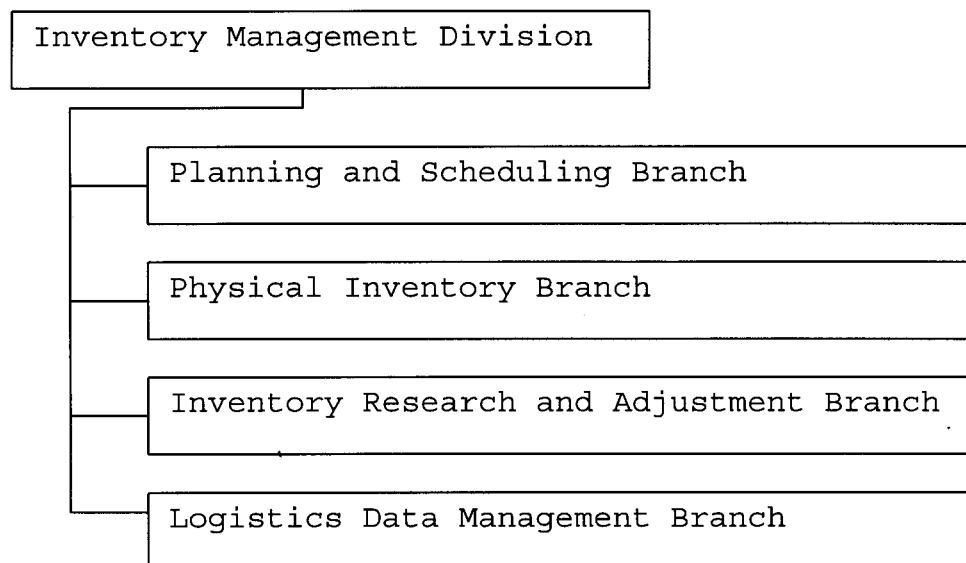 Inventory Management Division
Planning and Scheduling Branch
Physical Inventory Branch
Inventory Research and Adjustment Branch
Logistics Data Management Branch